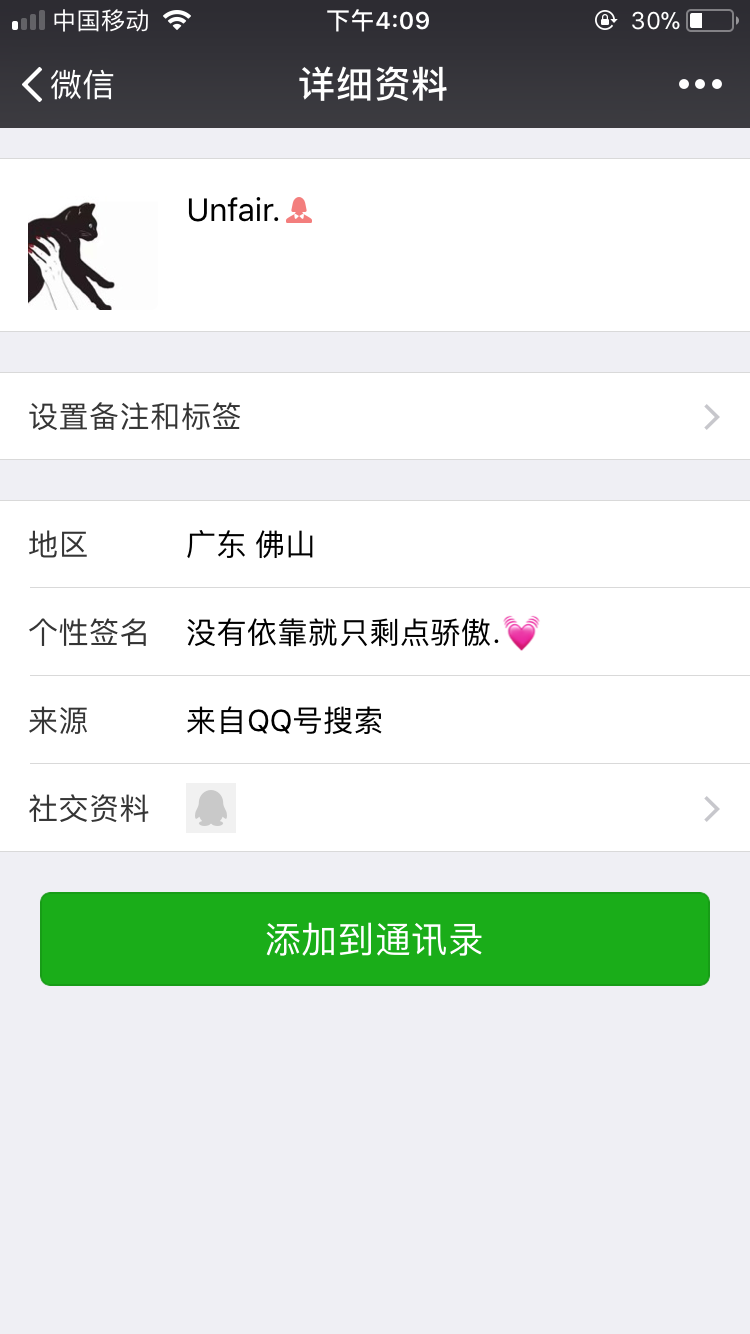 中国移动 下午4:09 30%
微信 详细资料
Unfair.
设置备注和标签
地区 广东 佛山
个性签名 没有依靠就只剩点骄傲.💓
来源 来自QQ号搜索
社交资料
添加到通讯录